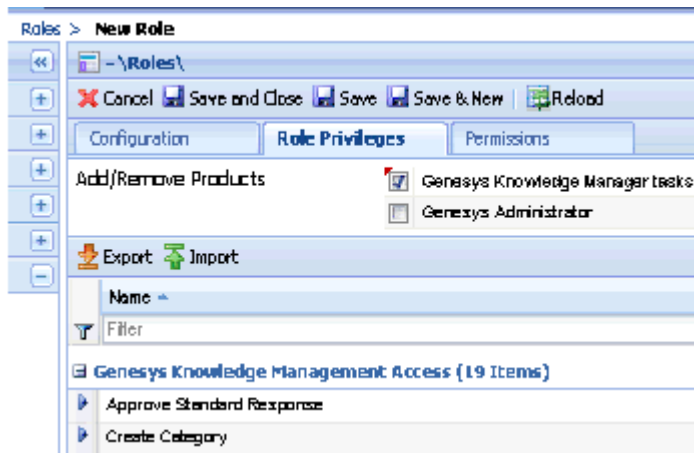 Roles > New Role
- \Roles\
Cancel Save and Close Save Save & New Reload
Configuration Role Privileges Permissions
Add/Remove Products Genesys Knowledge Manager tasks
Genesys Administrator
Export Import
Name
Filter
Genesys Knowledge Management Access (19 Items)
Approve Standard Response
Create Category